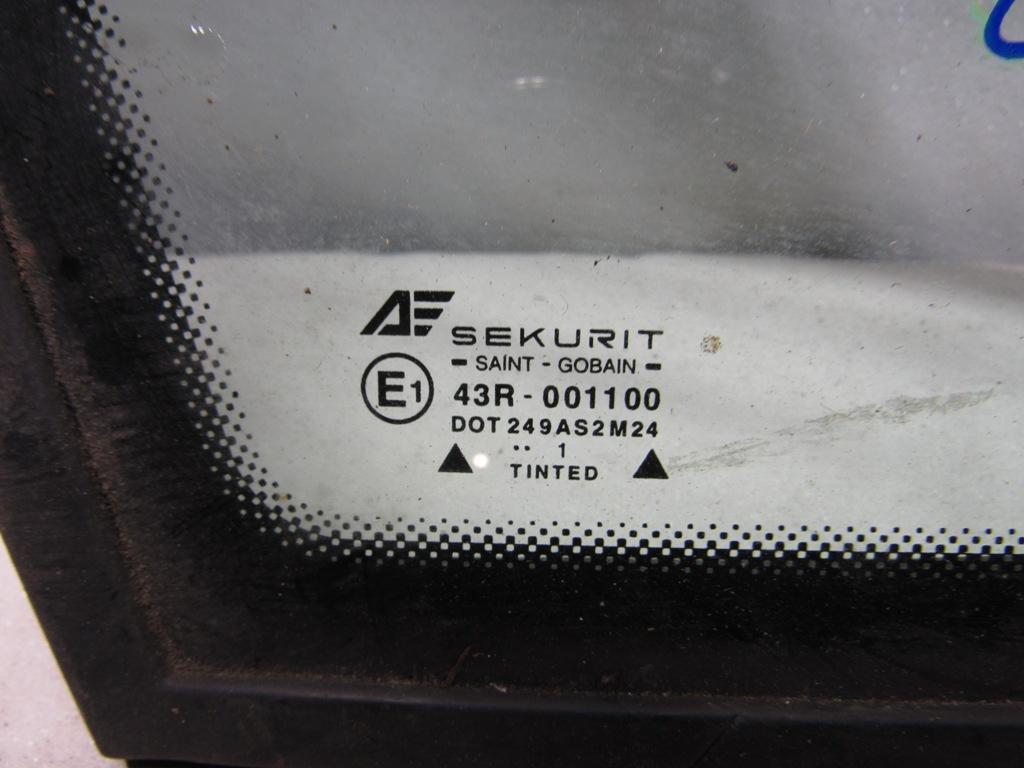 AE SEKURIT
- SAINT - GOBAIN -
E1 43R - 001100
DOT 249AS2M24
.. 1
TINTED